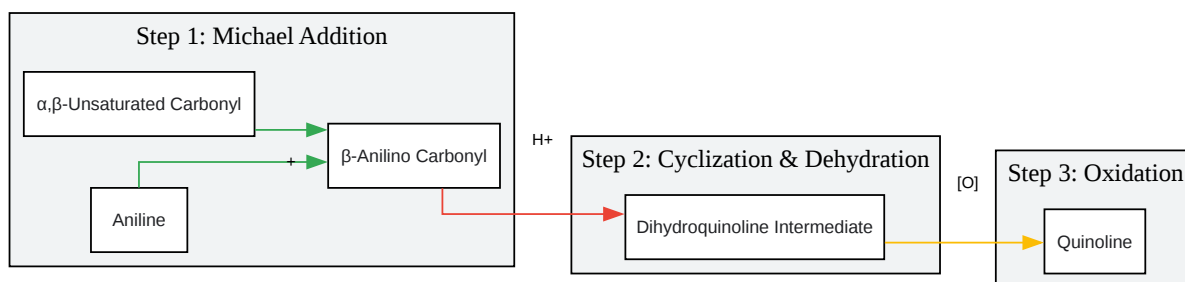 Step 1: Michael Addition
α,β-Unsaturated Carbonyl
Aniline
+
β-Anilino Carbonyl
H+
Step 2: Cyclization & Dehydration
Dihydroquinoline Intermediate
[O]
Step 3: Oxidation
Quinoline